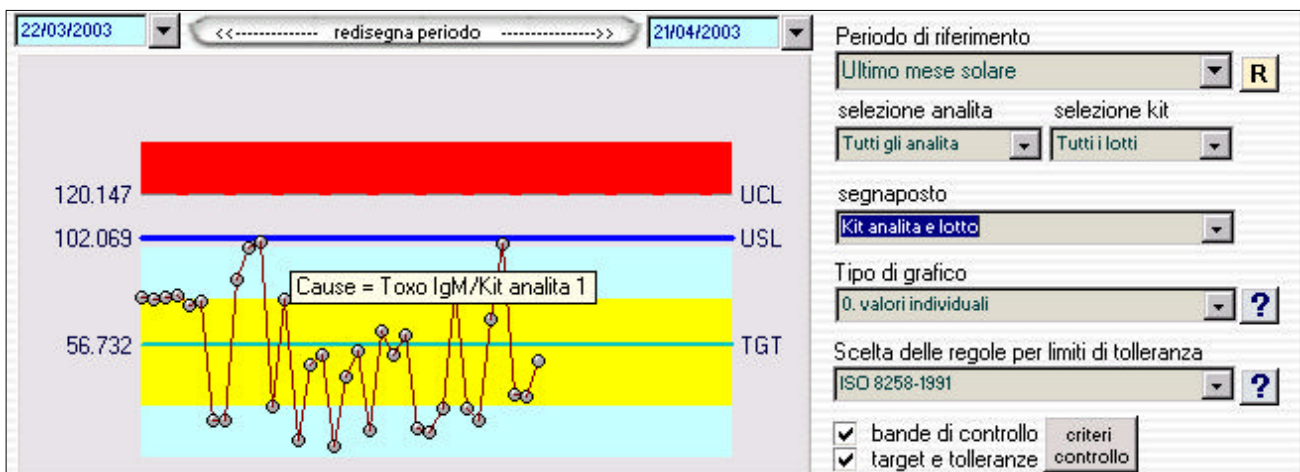 22/03/2003 <<-------------- redisegna periodo ---------------->> 21/04/2003
120.147 UCL
102.069 USL
Cause = Toxo IgM/Kit analita 1
56.732 TGT
Periodo di riferimento
Ultimo mese solare R
selezione analita selezione kit
Tutti gli analita Tutti i lotti
segnaposto
Kit analita e lotto
Tipo di grafico
0. valori individuali ?
Scelta delle regole per limiti di tolleranza
ISO 8258-1991 ?
bande di controllo
target e tolleranze
criteri
controllo